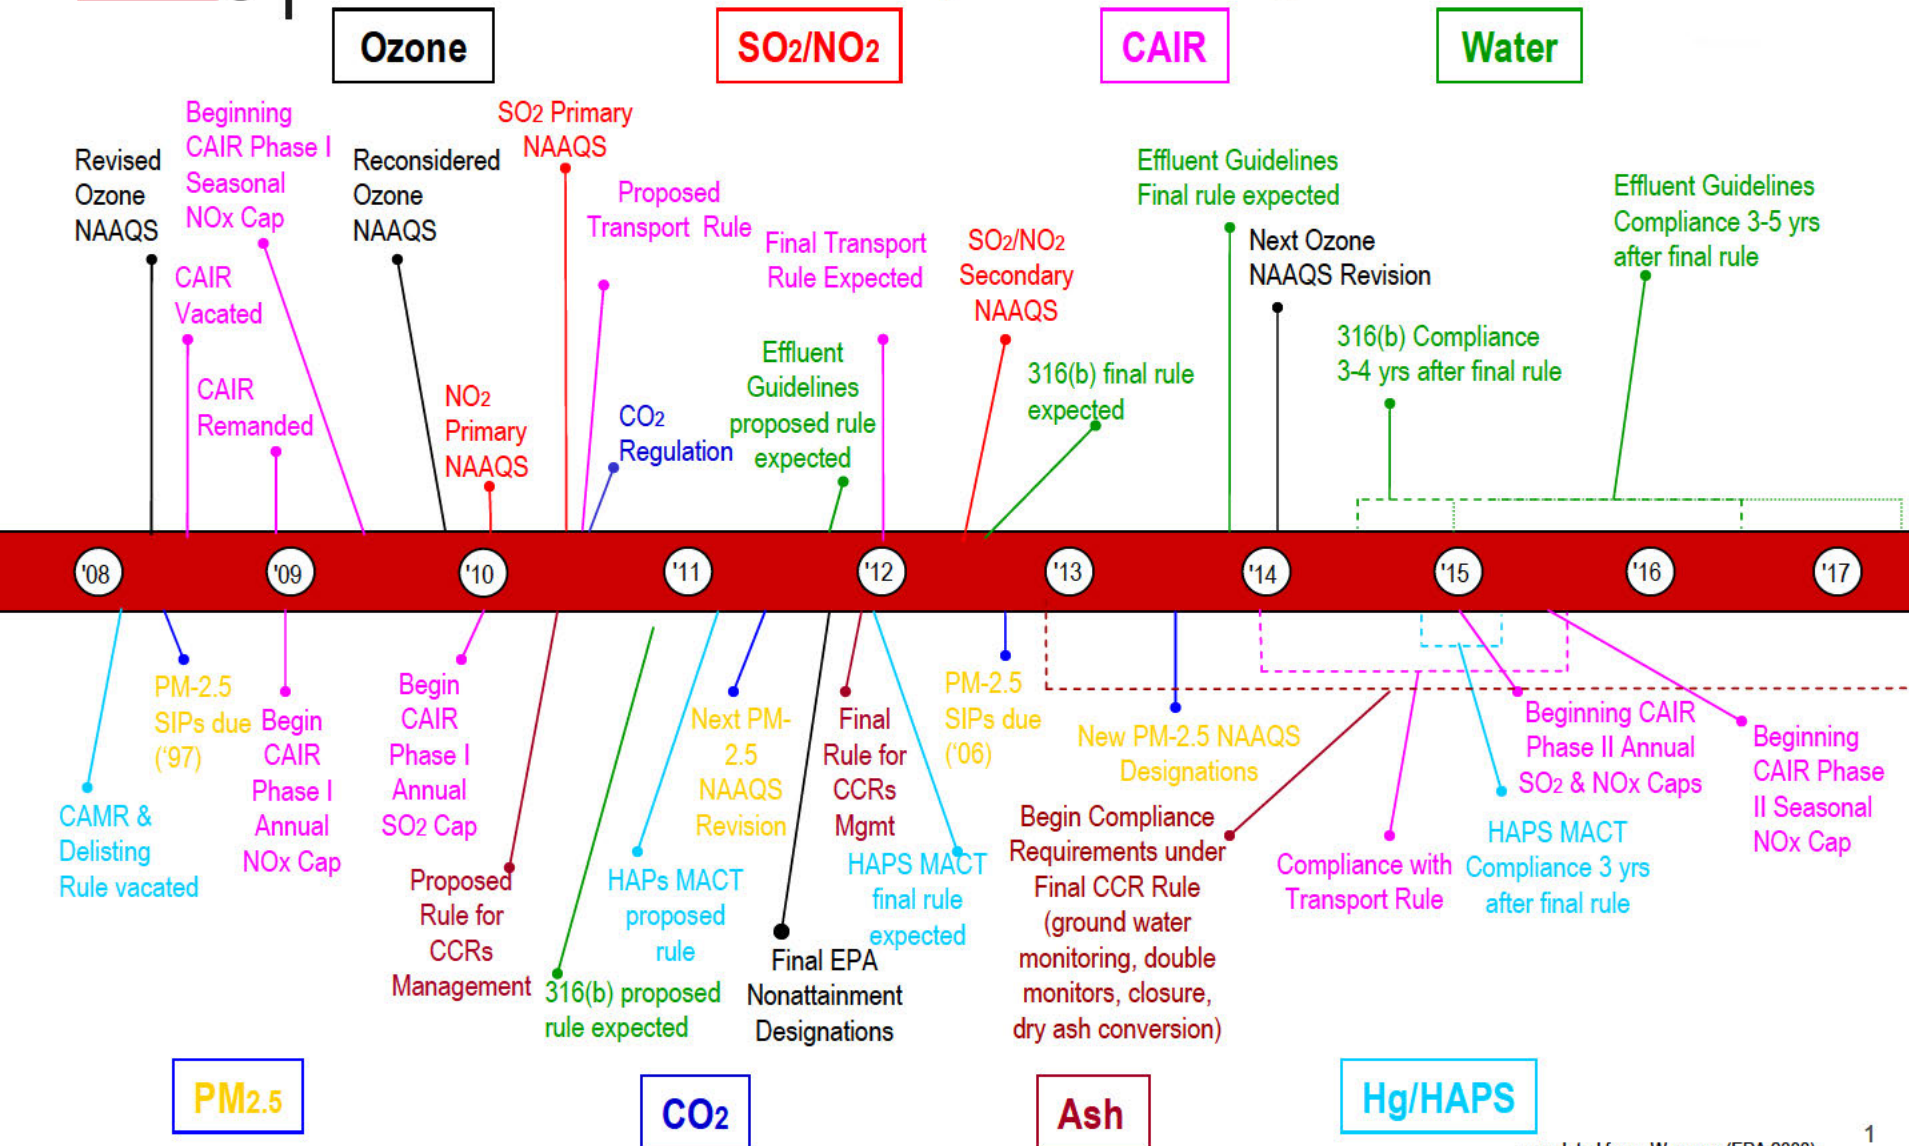 Ozone
SO2/NO2
CAIR
Water
Beginning
CAIR Phase I
Seasonal
NOx Cap
Revised
Ozone
NAAQS
CAIR
Vacated
CAIR
Remanded
Reconsidered
Ozone
NAAQS
NO2
Primary
NAAQS
SO2 Primary
NAAQS
Proposed
Transport Rule
CO2
Regulation
Final Transport
Rule Expected
Effluent
Guidelines
proposed rule
expected
SO2/NO2
Secondary
NAAQS
316(b) final rule
expected
Effluent Guidelines
Final rule expected
Next Ozone
NAAQS Revision
316(b) Compliance
3-4 yrs after final rule
Effluent Guidelines
Compliance 3-5 yrs
after final rule
'08
'09
'10
'11
'12
'13
'14
'15
'16
'17
CAMR &
Delisting
Rule vacated
PM-2.5
SIPs due
('97)
Begin
CAIR
Phase I
Annual
NOx Cap
Begin
CAIR
Phase I
Annual
SO2 Cap
Proposed
Rule for
CCRs
Management
316(b) proposed
rule expected
HAPs MACT
proposed
rule
Next PM-
2.5
NAAQS
Revision
Final EPA
Nonattainment
Designations
Final
Rule for
CCRs
Mgmt
HAPS MACT
final rule
expected
PM-2.5
SIPs due
('06)
New PM-2.5 NAAQS
Designations
Begin Compliance
Requirements under
Final CCR Rule
(ground water
monitoring, double
monitors, closure,
dry ash conversion)
Compliance with
Transport Rule
Beginning CAIR
Phase II Annual
SO2 & NOx Caps
HAPS MACT
Compliance 3 yrs
after final rule
Beginning
CAIR Phase
II Seasonal
NOx Cap
PM2.5
CO2
Ash
Hg/HAPS
1